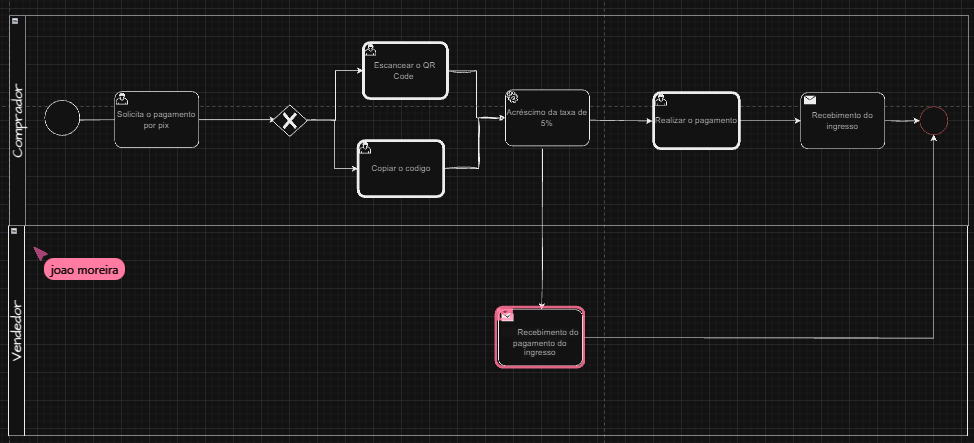 Comprador
Solicita o pagamento
por pix
Escancear o QR
Code
Copiar o codigo
Acréscimo da taxa de
5%
Realizar o pagamento
Recebimento do
ingresso
Vendedor
joao moreira
Recebimento do
pagamento do
ingresso